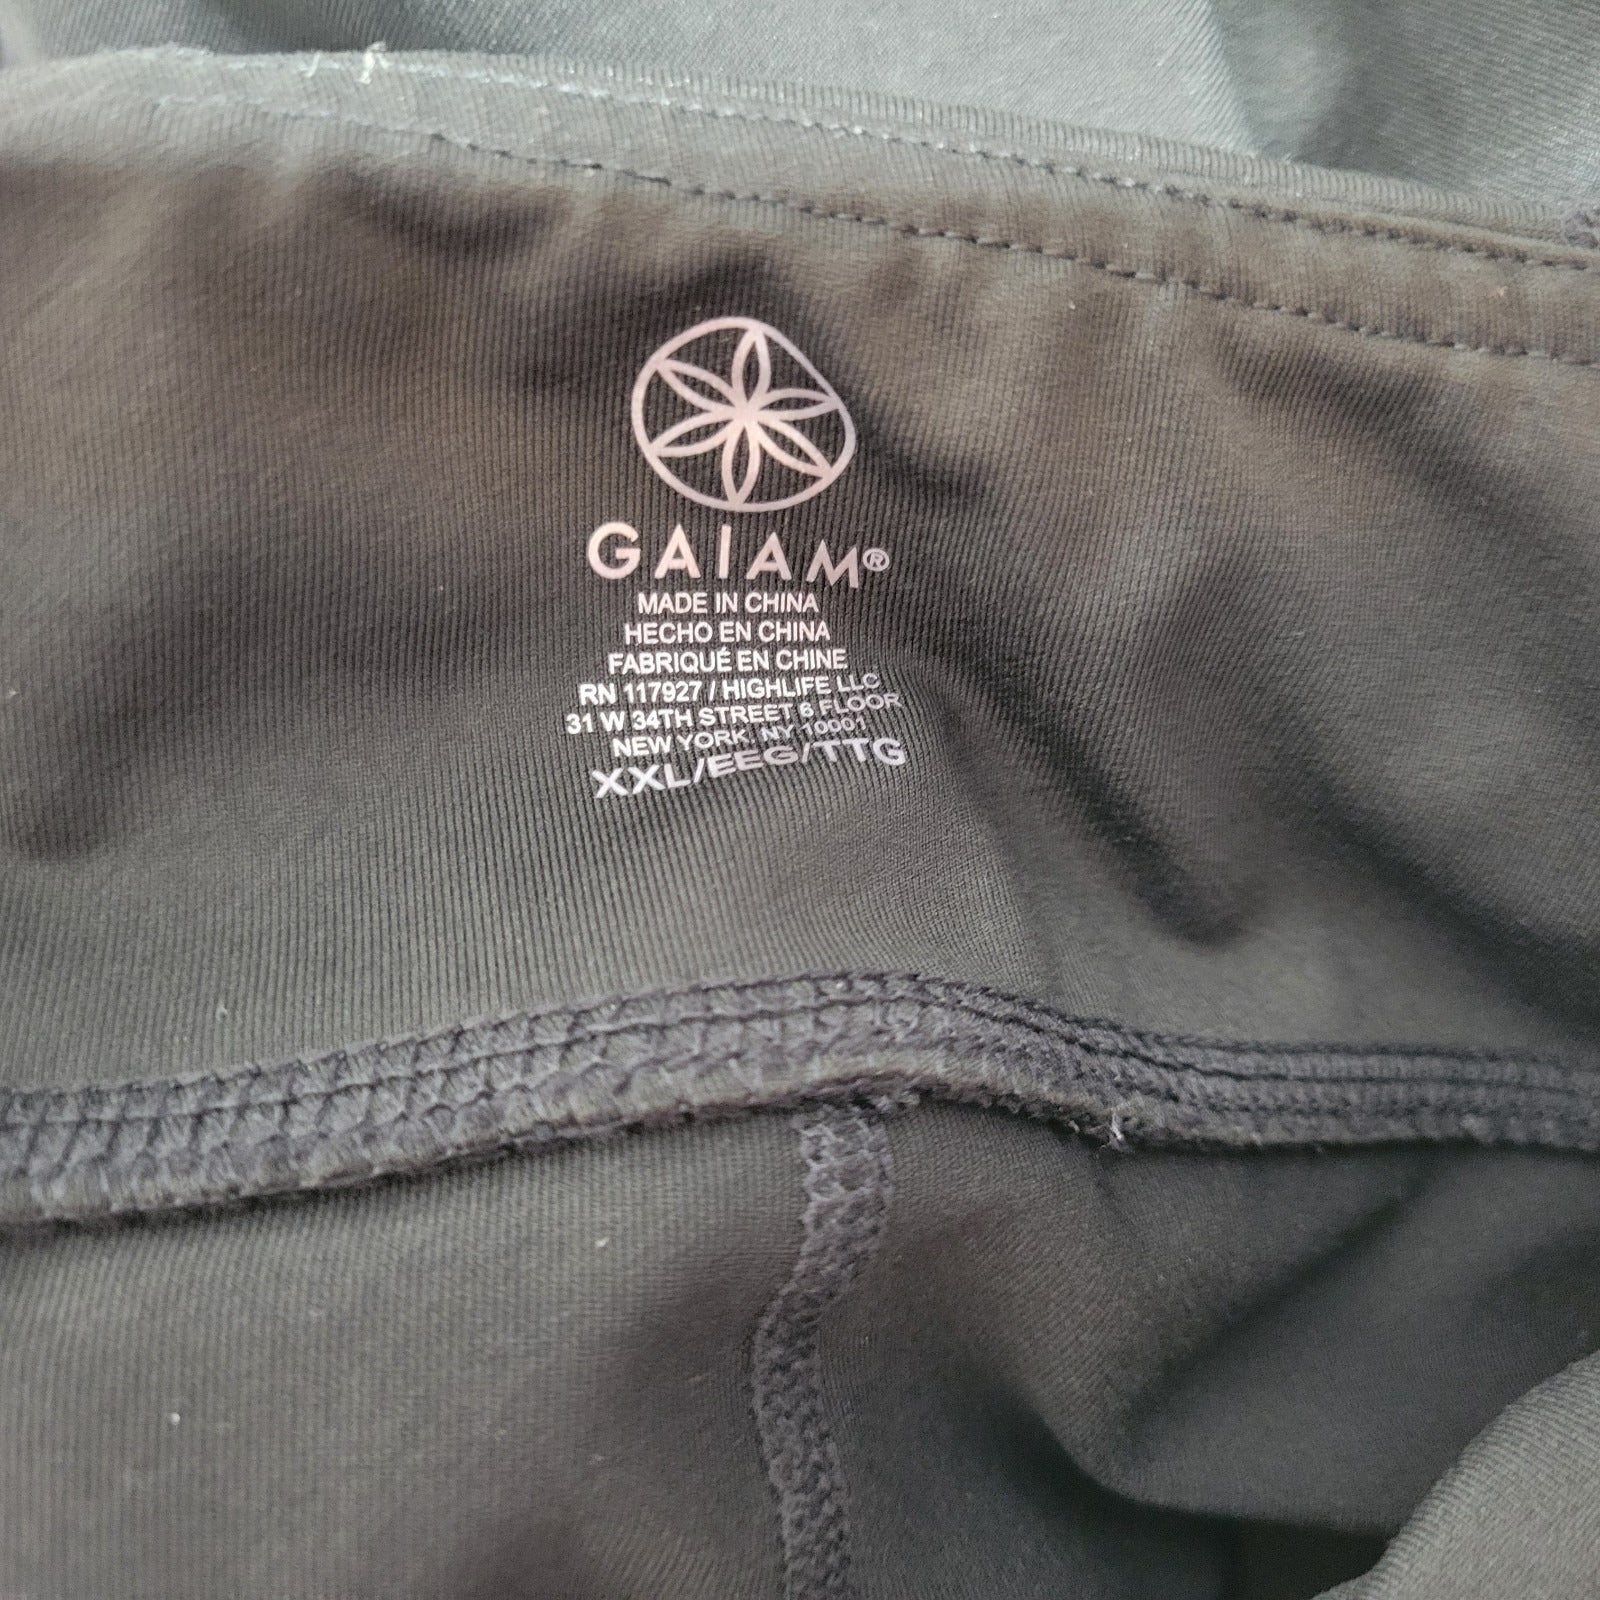 GAIAM®
MADE IN CHINA
HECHO EN CHINA
FABRIQUÉ EN CHINE
RN 117927 / HIGHLIFE LLC
31 W 34TH STREET 6 FLOOR
NEW YORK, NY 10001
XXL/EEG/TTG